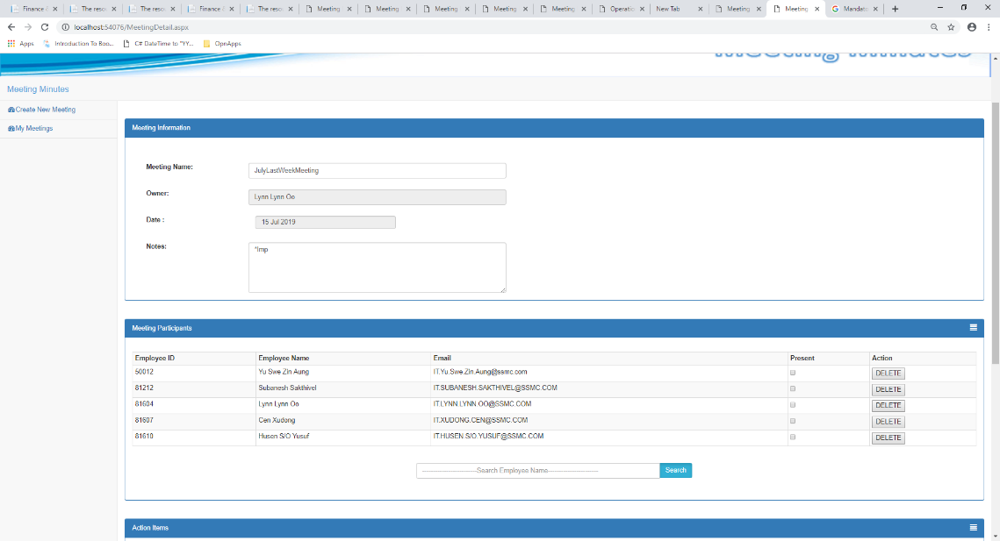 Finance
The resou
The resou
Finance
The resou
Meeting
Meeting
Meeting
Meeting
Meeting
Operatio
New Tab
Meeting
Meeting
Mandato
localhost:54076/MeetingDetail.aspx
Apps
Introduction To Boo...
C# DateTime to "YY...
OpnApps
Meeting Minutes
Meeting Minutes
Create New Meeting
My Meetings
Meeting Information
Meeting Name:
JulyLastWeekMeeting
Owner:
Lynn Lynn Oo
Date :
15 Jul 2019
Notes:
*Imp
Meeting Participants
Employee ID Employee Name Email Present Action
50012 Yu Swe Zin Aung IT.Yu.Swe.Zin.Aung@ssmc.com DELETE
81212 Subanesh Sakthivel IT.SUBANESH.SAKTHIVEL@SSMC.COM DELETE
81604 Lynn Lynn Oo IT.LYNN.LYNN.OO@SSMC.COM DELETE
81607 Cen Xudong IT.XUDONG.CEN@SSMC.COM DELETE
81610 Husen S/O Yusuf IT.HUSEN.S/O.YUSUF@SSMC.COM DELETE
-------------------------Search Employee Name-----------------------
Search
Action Items